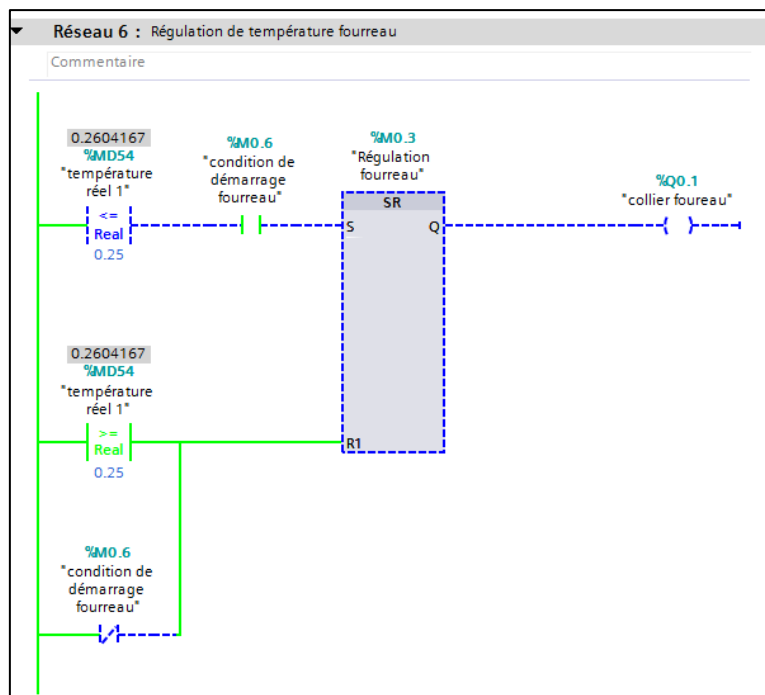 Réseau 6 : Régulation de température fourreau
Commentaire
0.2604167
%MD54
"température
réel 1"
<=
Real
0.25
%M0.6
"condition de
démarrage
fourreau"
%M0.3
"Régulation
fourreau"
SR
S
Q
R1
%Q0.1
"collier foureau"
0.2604167
%MD54
"température
réel 1"
>=
Real
0.25
%M0.6
"condition de
démarrage
fourreau"